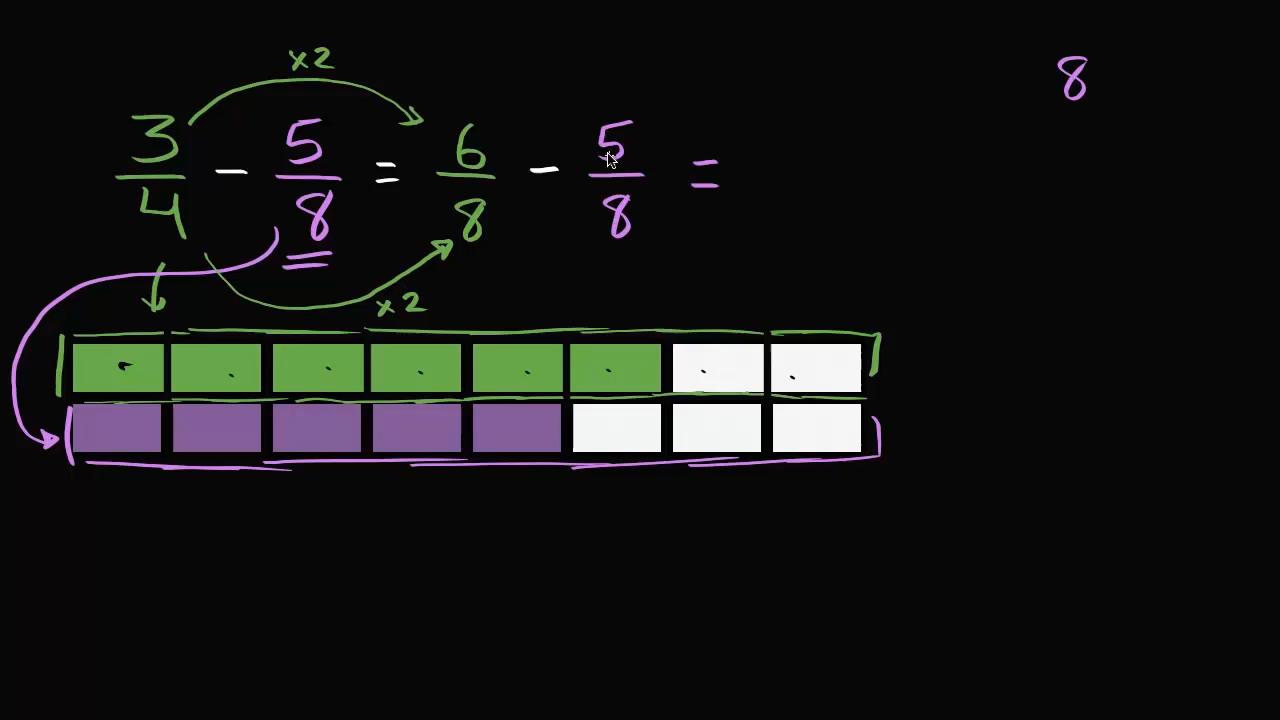 ×2
8
3/4 - 5/8 = 6/8 - 5/8 =
×2